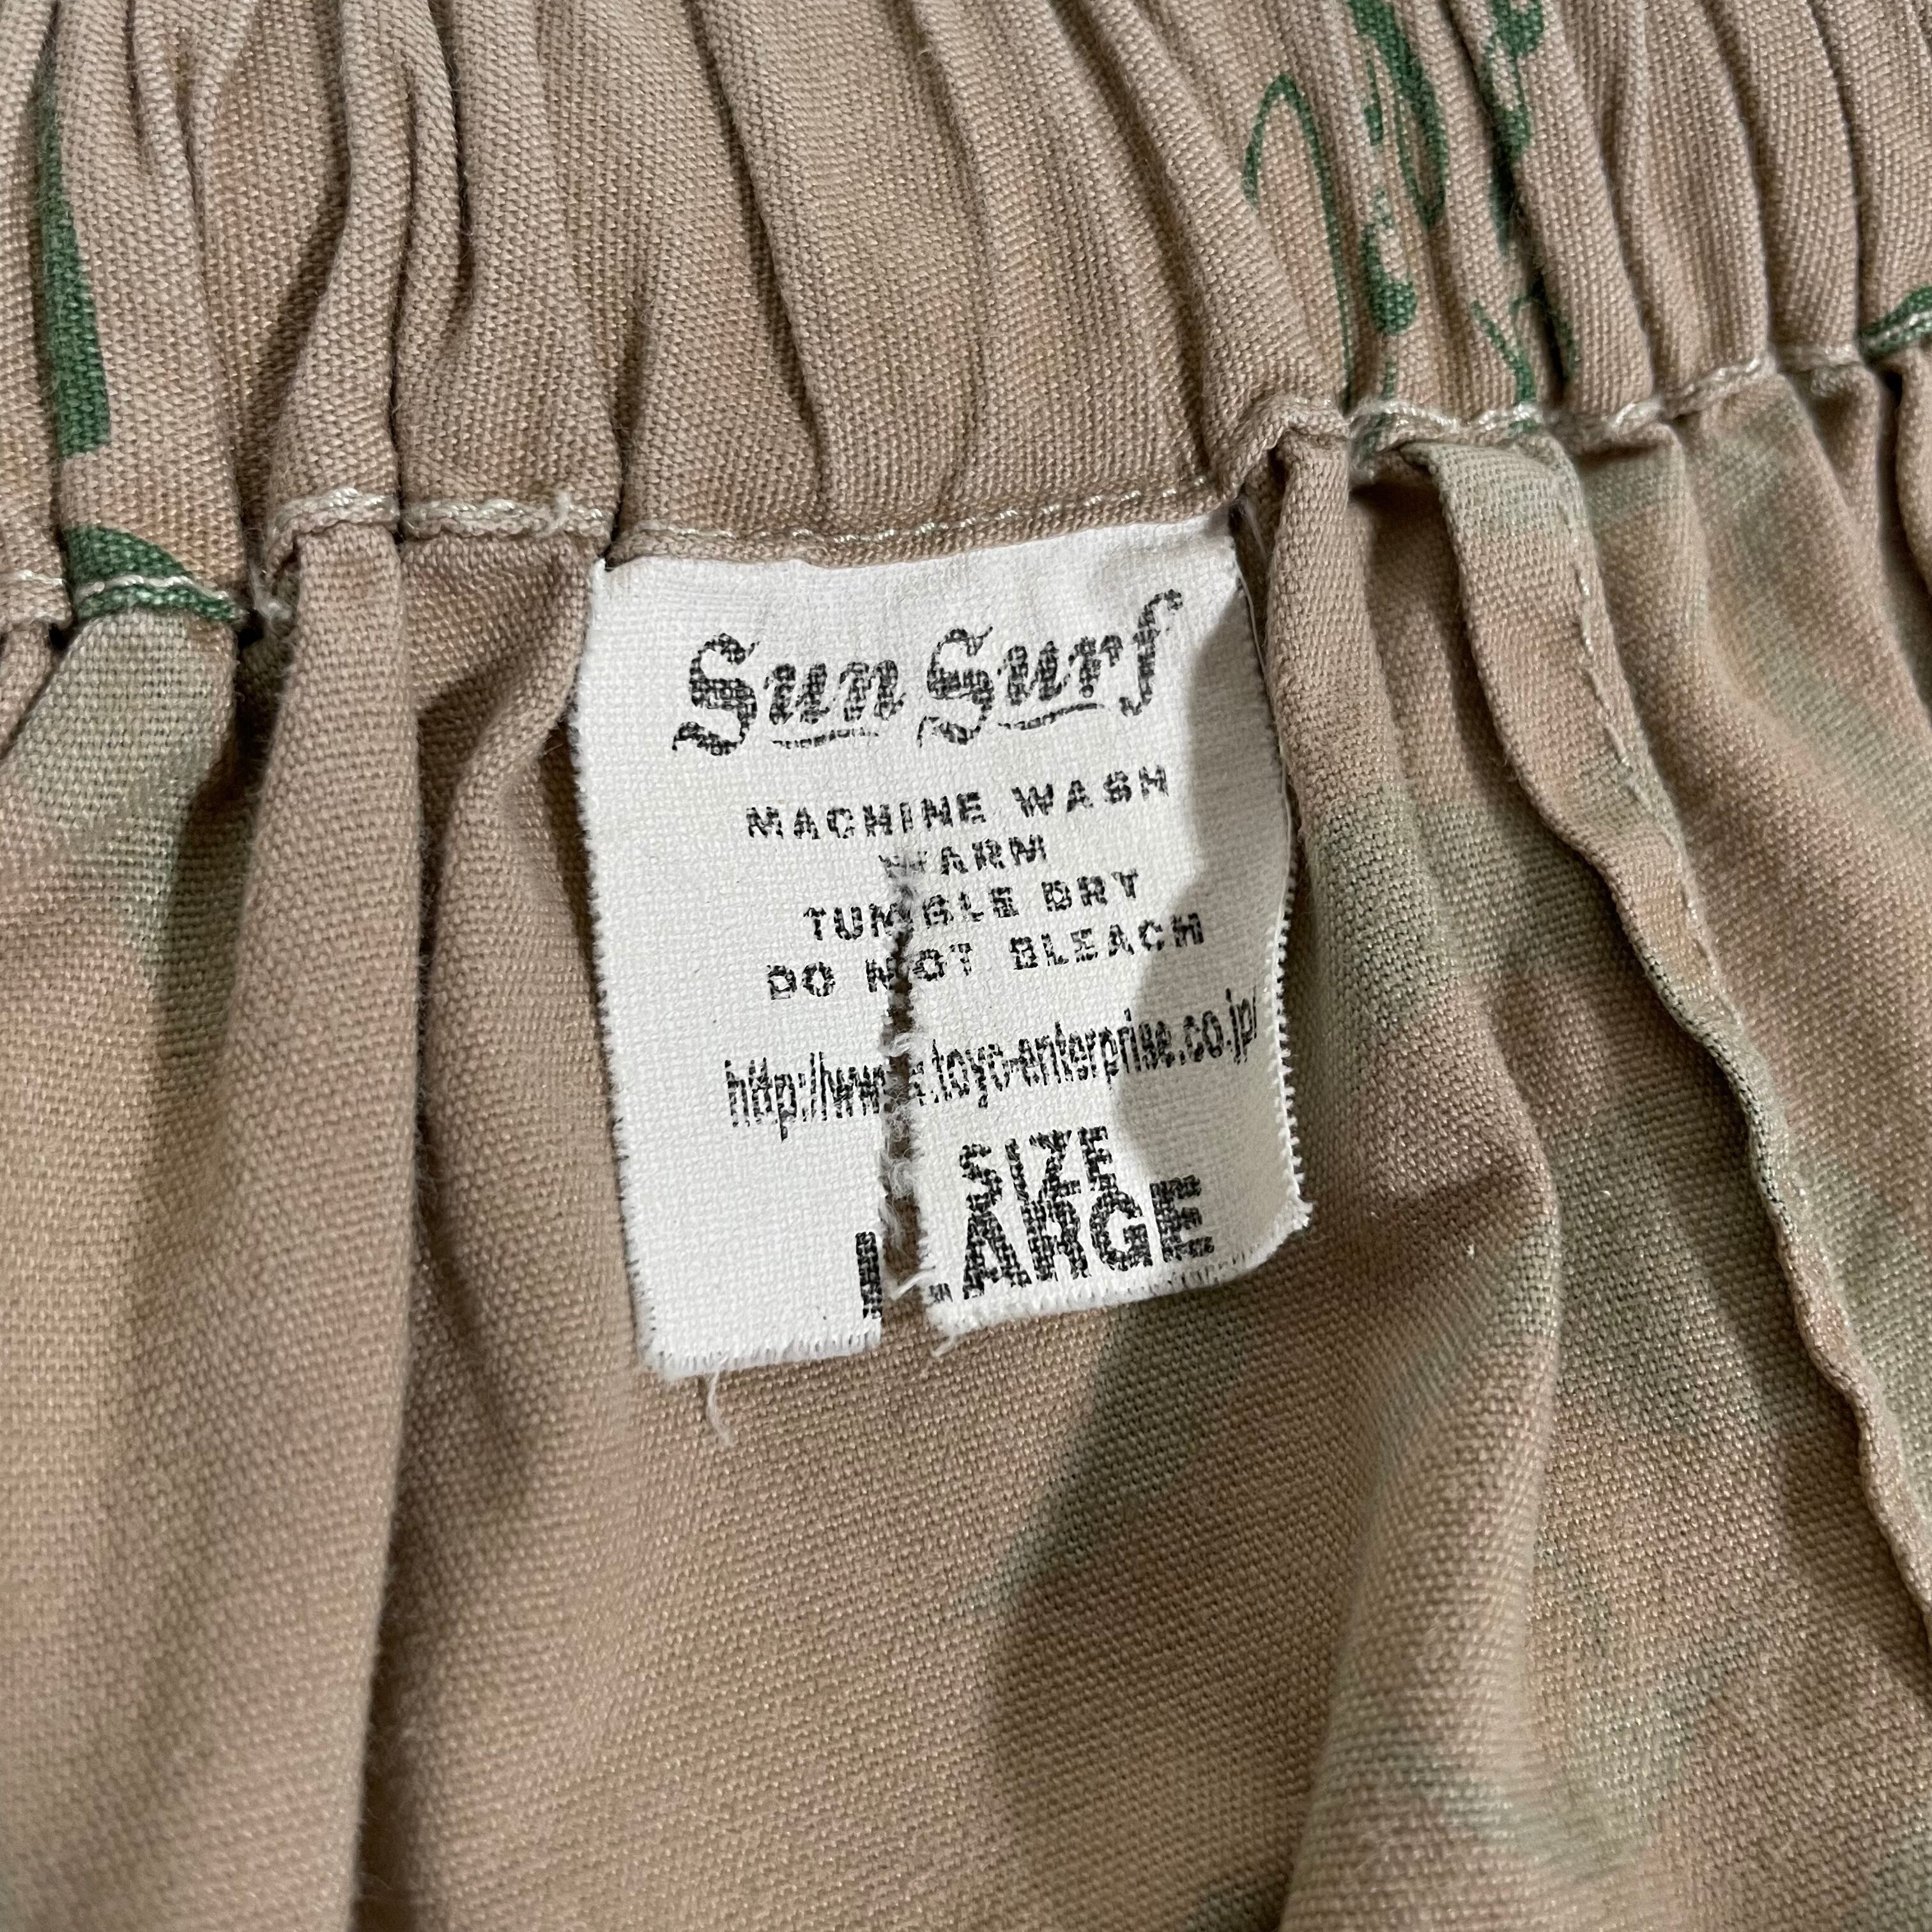 Sun Surf
MACHINE WASH
WARM
TUMBLE DRY
DO NOT BLEACH
http://www.toyo-enterprise.co.jp/
SIZE
LARGE